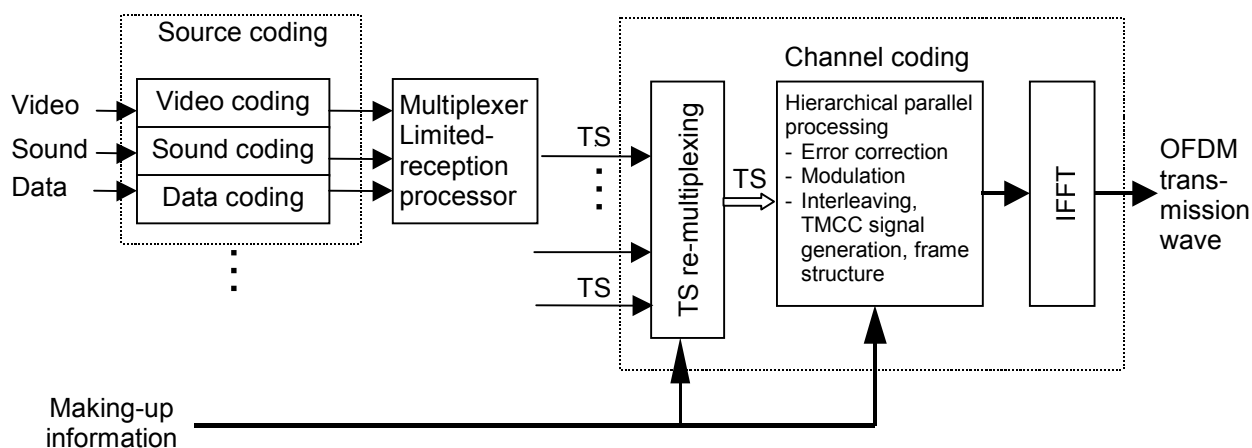 Source coding
Video
Sound
Data
Video coding
Sound coding
Data coding
Multiplexer
Limited-
reception
processor
TS
TS
Channel coding
TS re-multiplexing
TS
Hierarchical parallel
processing
- Error correction
- Modulation
- Interleaving,
TMCC signal
generation, frame
structure
IFFT
OFDM
trans-
mission
wave
Making-up
information